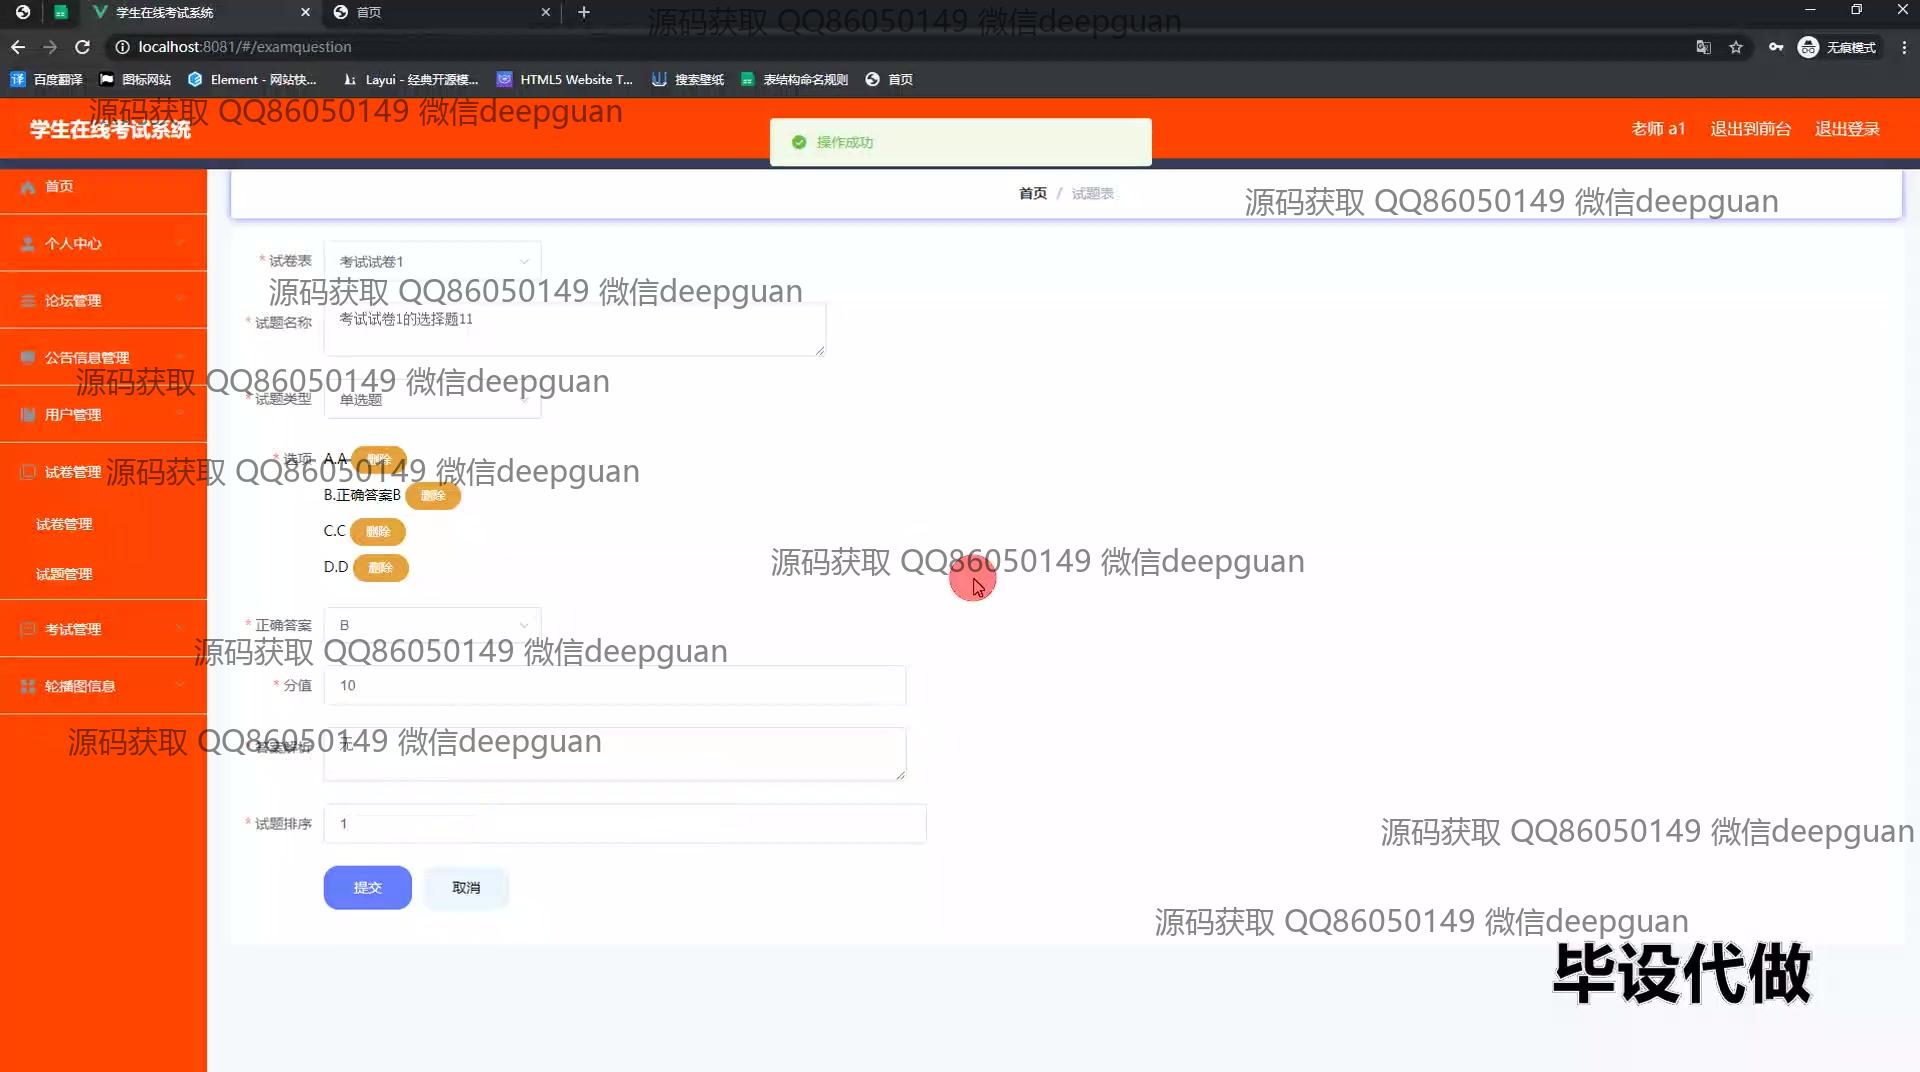 学生在线考试系统
首页
源码获取 QQ86050149 微信deepguan
localhost:8081/#/examquestion
无痕模式
百度翻译
图标网站
Element - 网站快...
Layui - 经典开源模...
HTML5 Website T...
搜索壁纸
表结构命名规则
首页
源码获取 QQ86050149 微信deepguan
学生在线考试系统
操作成功
老师 a1
退出到前台
退出登录
首页
首页 / 试题表
源码获取 QQ86050149 微信deepguan
个人中心
* 试卷表
考试试卷1
源码获取 QQ86050149 微信deepguan
论坛管理
* 试题名称
考试试卷1的选择题11
公告信息管理
源码获取 QQ86050149 微信deepguan
* 试题类型
单选题
用户管理
* 选项
A.A 删除
试卷管理
源码获取 QQ86050149 微信deepguan
B.正确答案B 删除
试卷管理
C.C 删除
D.D 删除
源码获取 QQ86050149 微信deepguan
试题管理
* 正确答案
B
考试管理
源码获取 QQ86050149 微信deepguan
* 分值
10
轮播图信息
源码获取 QQ86050149 微信deepguan
* 答案解析
无
* 试题排序
1
源码获取 QQ86050149 微信deepguan
提交
取消
源码获取 QQ86050149 微信deepguan
毕设代做